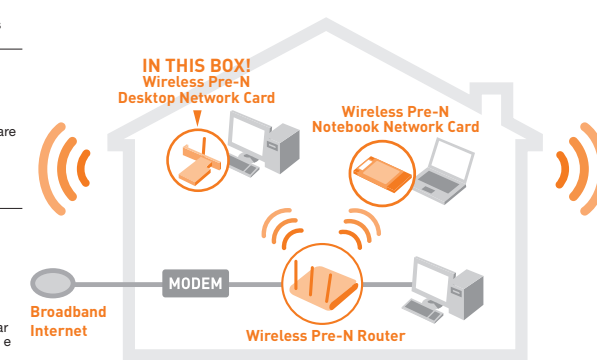 IN THIS BOX!
Wireless Pre-N
Desktop Network Card
Wireless Pre-N
Notebook Network Card
MODEM
Broadband
Internet
Wireless Pre-N Router